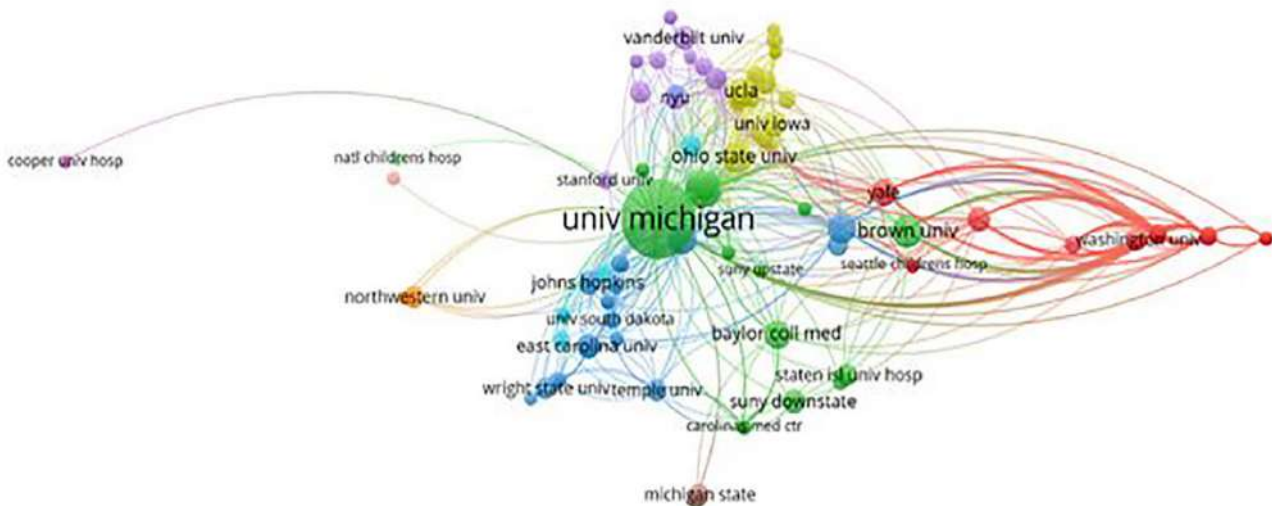 vanderbilt univ
ucla
nyu
univ iowa
cooper univ hosp
natl childrens hosp
ohio state univ
stanford univ
yale
univ michigan
brown univ
washington univ
suny upstate
seattle childrens hosp
johns hopkins
northwestern univ
univ south dakota
baylor coll med
east carolina univ
staten isl univ hosp
wright state univ
temple univ
suny downstate
carolinas med ctr
michigan state